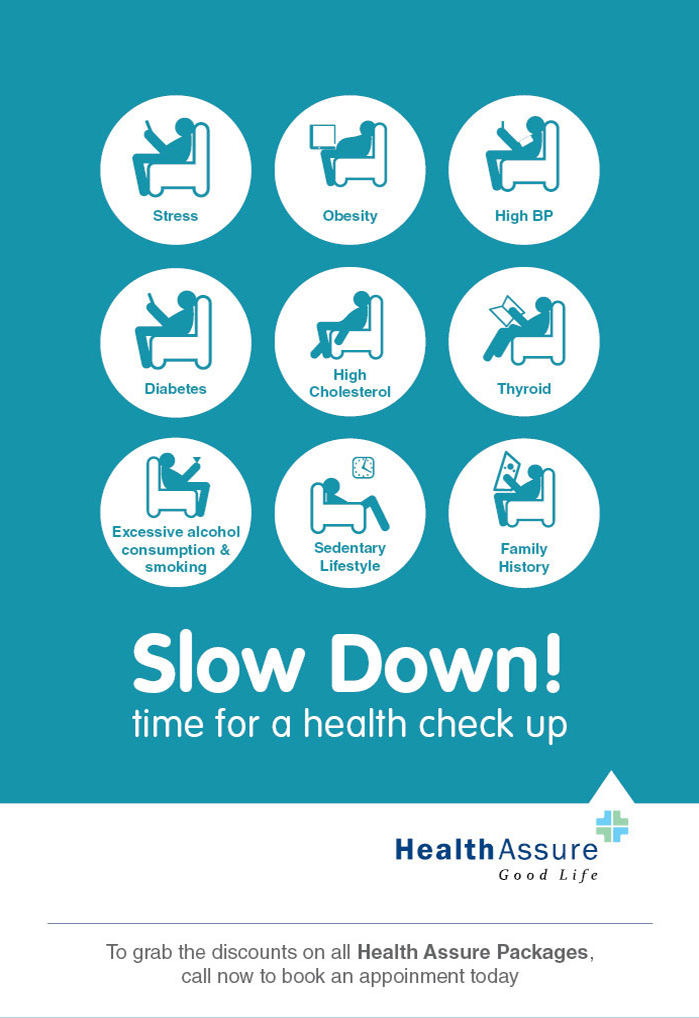 Stress
Obesity
High BP
Diabetes
High
Cholesterol
Thyroid
Excessive alcohol
consumption &
smoking
Sedentary
Lifestyle
Family
History
Slow Down!
time for a health check up
HealthAssure
Good Life
To grab the discounts on all Health Assure Packages,
call now to book an appoinment today